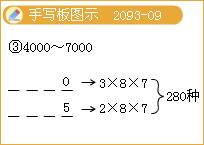 手写板图示 2093-09
③4000～7000
_ _ _ 0 → 3×8×7
_ _ _ 5 → 2×8×7
280种